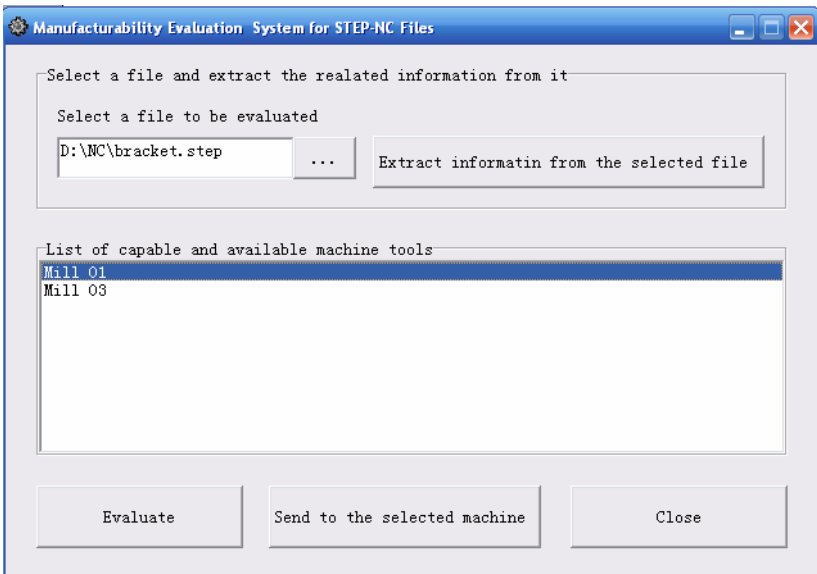 Manufacturability Evaluation System for STEP-NC Files
Select a file and extract the realated information from it
Select a file to be evaluated
D:\NC\bracket.step
...
Extract informatin from the selected file
List of capable and available machine tools
Mill 01
Mill 03
Evaluate
Send to the selected machine
Close